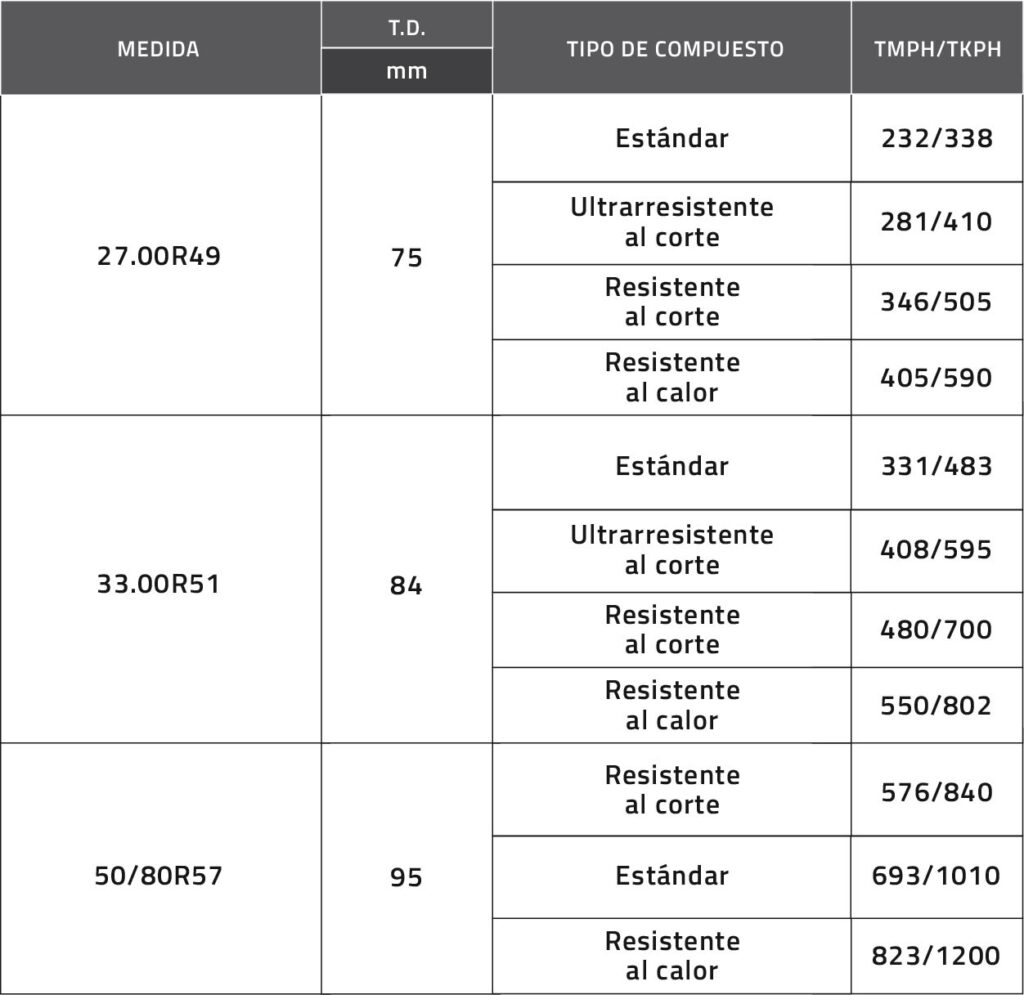 MEDIDA
T.D.
mm
TIPO DE COMPUESTO
TMPH/TKPH
27.00R49
75
Estándar
232/338
Ultrarresistente
al corte
281/410
Resistente
al corte
346/505
Resistente
al calor
405/590
33.00R51
84
Estándar
331/483
Ultrarresistente
al corte
408/595
Resistente
al corte
480/700
Resistente
al calor
550/802
50/80R57
95
Resistente
al corte
576/840
Estándar
693/1010
Resistente
al calor
823/1200